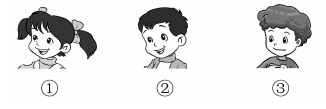 ① ② ③